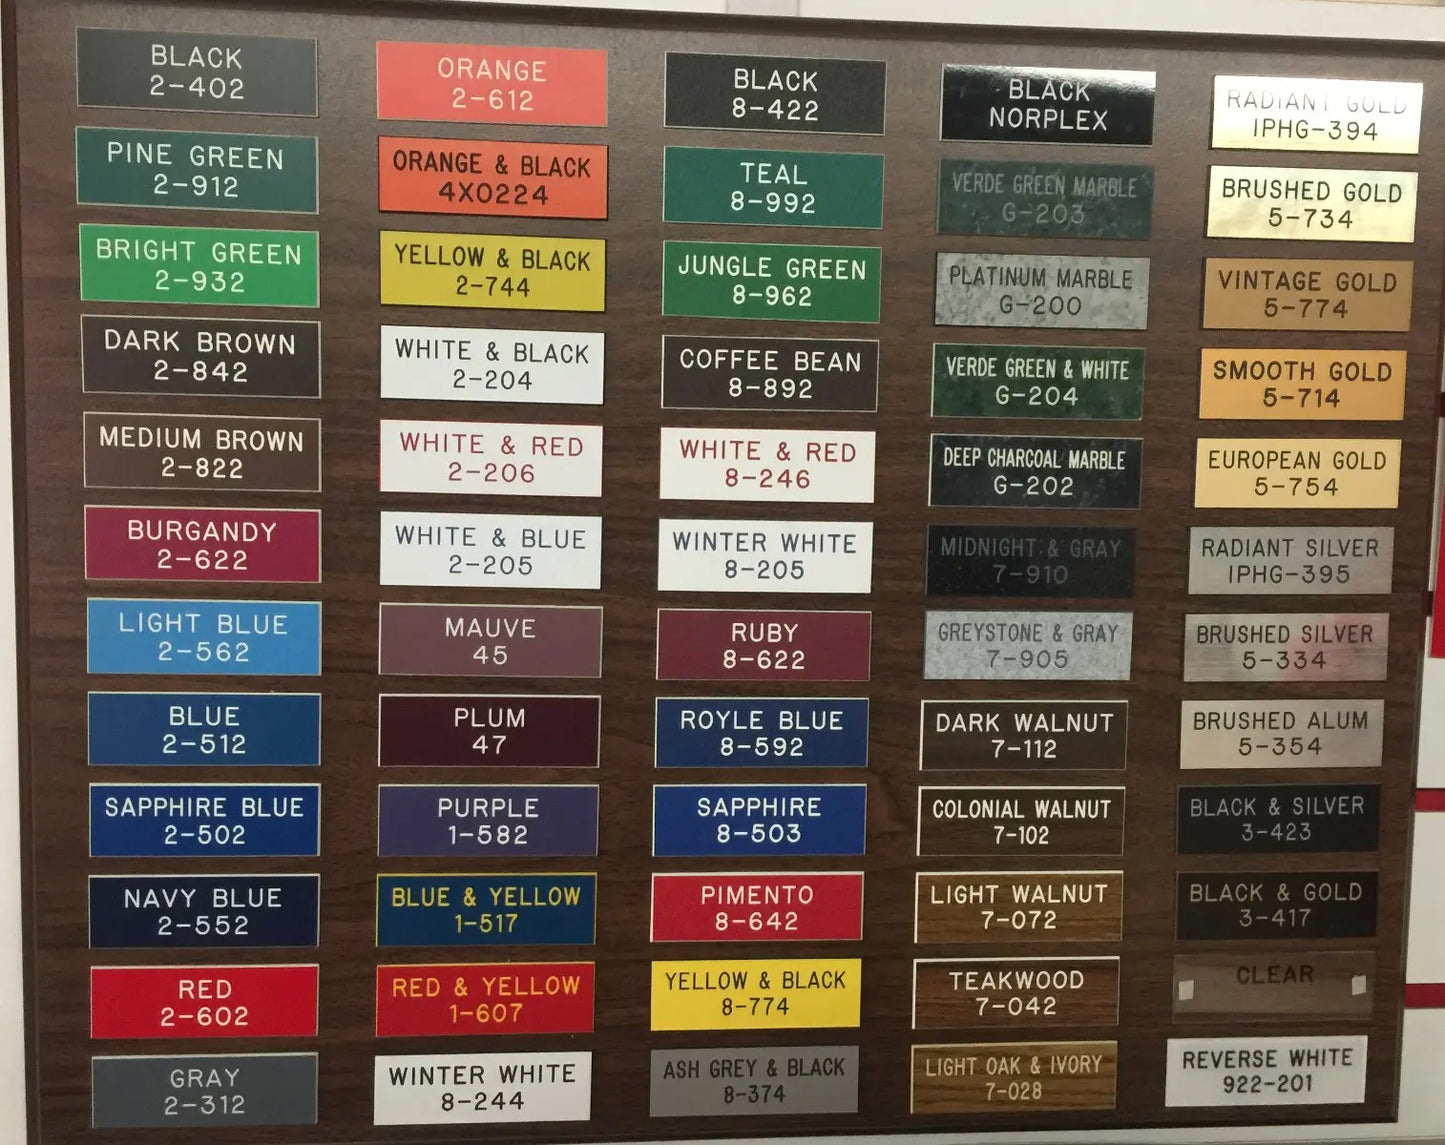 BLACK
2-402
PINE GREEN
2-912
BRIGHT GREEN
2-932
DARK BROWN
2-842
MEDIUM BROWN
2-822
BURGANDY
2-622
LIGHT BLUE
2-562
BLUE
2-512
SAPPHIRE BLUE
2-502
NAVY BLUE
2-552
RED
2-602
GRAY
2-312
ORANGE
2-612
ORANGE & BLACK
4X0224
YELLOW & BLACK
2-744
WHITE & BLACK
2-204
WHITE & RED
2-206
WHITE & BLUE
2-205
MAUVE
45
PLUM
47
PURPLE
1-582
BLUE & YELLOW
1-517
RED & YELLOW
1-607
WINTER WHITE
8-244
BLACK
8-422
TEAL
8-992
JUNGLE GREEN
8-962
COFFEE BEAN
8-892
WHITE & RED
8-246
WINTER WHITE
8-205
RUBY
8-622
ROYLE BLUE
8-592
SAPPHIRE
8-503
PIMENTO
8-642
YELLOW & BLACK
8-774
ASH GREY & BLACK
8-374
BLACK
NORPLEX
VERDE GREEN MARBLE
G-203
PLATINUM MARBLE
G-200
VERDE GREEN & WHITE
G-204
DEEP CHARCOAL MARBLE
G-202
MIDNIGHT & GRAY
7-910
GREYSTONE & GRAY
7-905
DARK WALNUT
7-112
COLONIAL WALNUT
7-102
LIGHT WALNUT
7-072
TEAKWOOD
7-042
LIGHT OAK & IVORY
7-028
RADIANT GOLD
IPHG-394
BRUSHED GOLD
5-734
VINTAGE GOLD
5-774
SMOOTH GOLD
5-714
EUROPEAN GOLD
5-754
RADIANT SILVER
IPHG-395
BRUSHED SILVER
5-334
BRUSHED ALUM
5-354
BLACK & SILVER
3-423
BLACK & GOLD
3-417
CLEAR
REVERSE WHITE
922-201